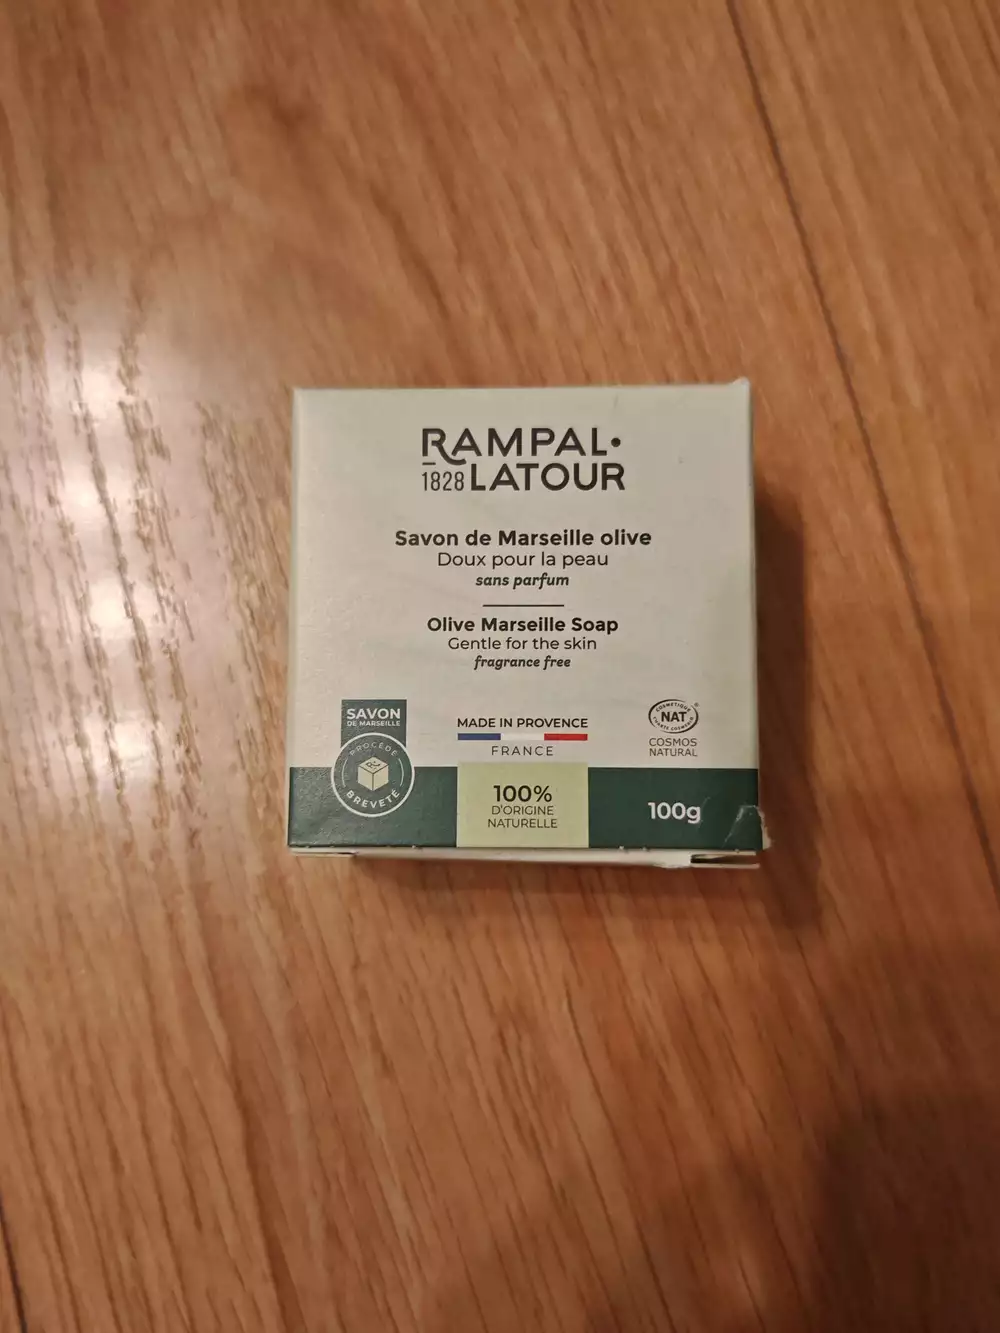 RAMPAL•
1828 LATOUR
Savon de Marseille olive
Doux pour la peau
sans parfum
Olive Marseille Soap
Gentle for the skin
fragrance free
SAVON
DE MARSEILLE
PROCÉDÉ
BREVETÉ
MADE IN PROVENCE
FRANCE
COSMETIQUE
NAT
®
COSMOS
NATURAL
100%
D'ORIGINE
NATURELLE
100g